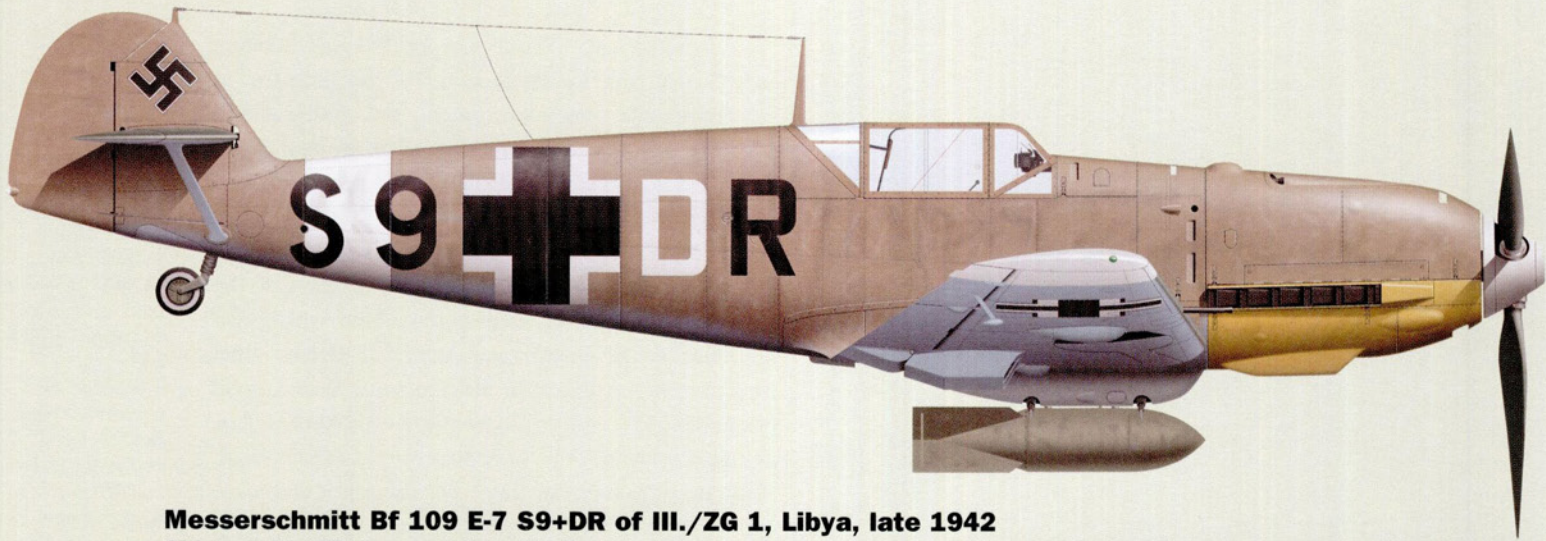 S9 DR
Messerschmitt Bf 109 E-7 S9+DR of III./ZG 1, Libya, late 1942